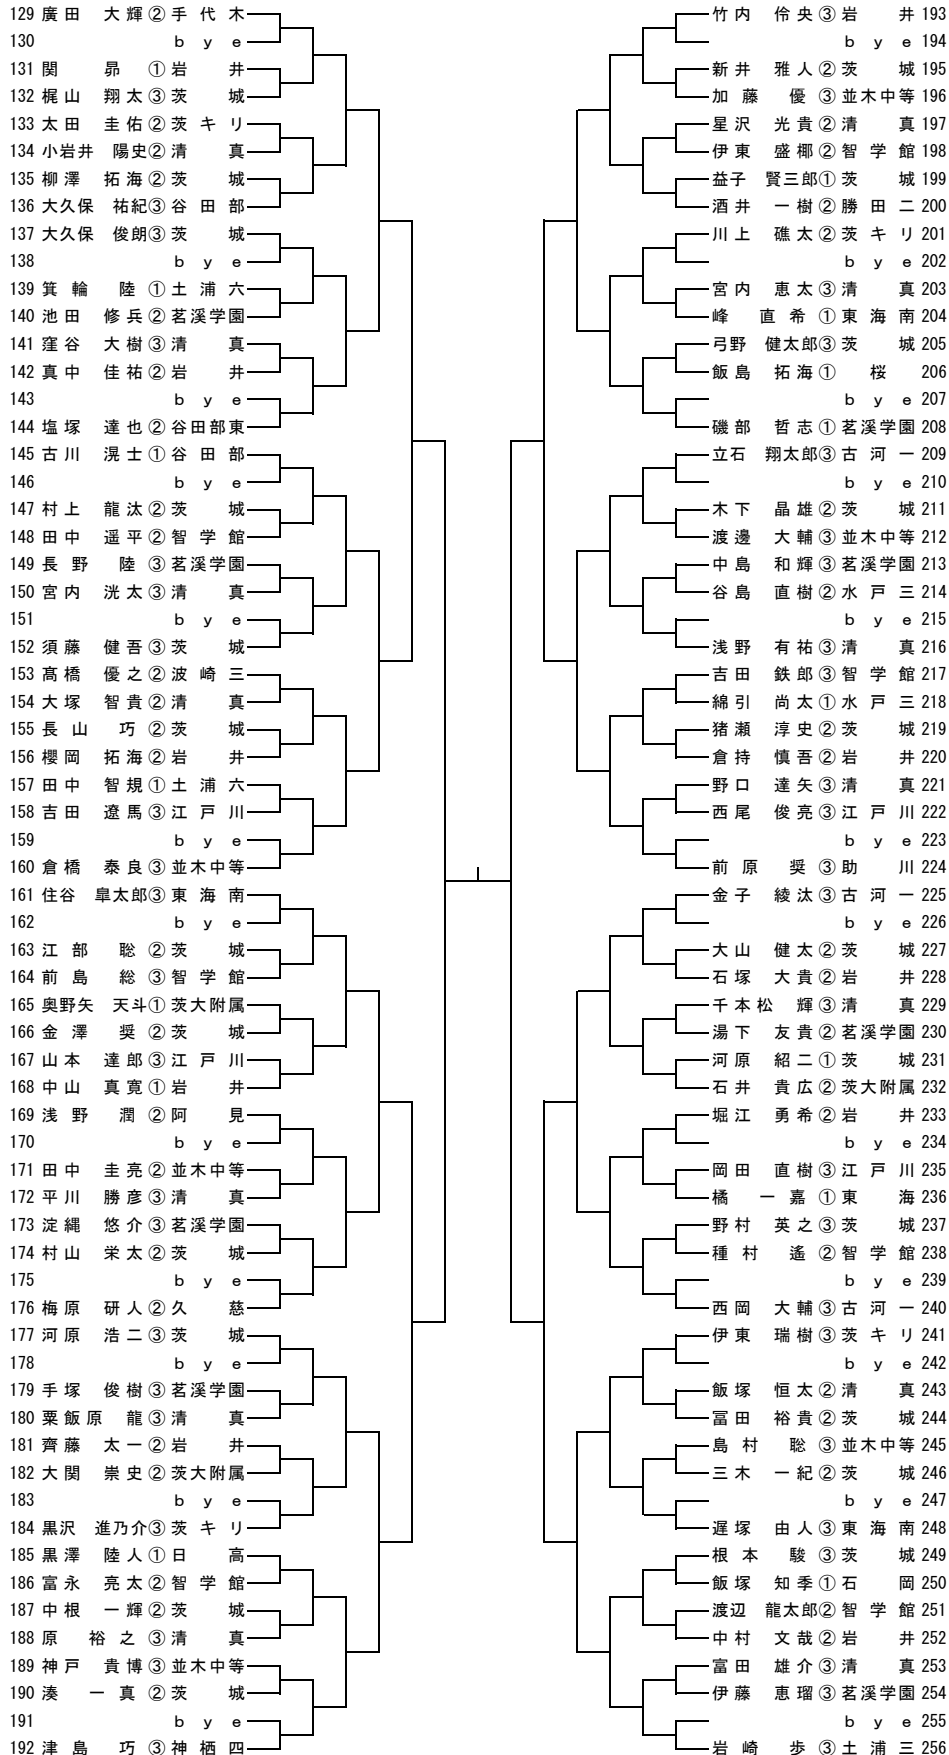 129 廣田 大輝② 手代木
130 bye
131 関 昴① 岩井
132 梶山 翔太③ 茨城
133 太田 圭佑② 茨キリ
134 小岩井 陽史② 清真
135 柳澤 拓海② 茨城
136 大久保 祐紀③ 谷田部
137 大久保 俊朗③ 茨城
138 bye
139 箕輪 陸① 土浦六
140 池田 修兵② 茗溪学園
141 窪谷 大樹③ 清真
142 真中 佳祐② 岩井
143 bye
144 塩塚 達也② 谷田部東
145 古川 滉士① 谷田部
146 bye
147 村上 龍汰② 茨城
148 田中 遥平② 智学館
149 長野 陸③ 茗溪学園
150 宮内 洸太③ 清真
151 bye
152 須藤 健吾③ 茨城
153 髙橋 優之② 波崎三
154 大塚 智貴② 清真
155 長山 巧② 茨城
156 櫻岡 拓海② 岩井
157 田中 智規① 土浦六
158 吉田 遼馬③ 江戸川
159 bye
160 倉橋 泰良③ 並木中等
161 住谷 皐太郎③ 東海南
162 bye
163 江部 聡② 茨城
164 前島 総③ 智学館
165 奥野矢 天斗① 茨大附属
166 金澤 奨② 茨城
167 山本 達郎③ 江戸川
168 中山 真寛① 岩井
169 浅野 潤② 阿見
170 bye
171 田中 圭亮② 並木中等
172 平川 勝彦③ 清真
173 淀縄 悠介③ 茗溪学園
174 村山 栄太② 茨城
175 bye
176 梅原 研人② 久慈
177 河原 浩二③ 茨城
178 bye
179 手塚 俊樹③ 茗溪学園
180 粟飯原 龍③ 清真
181 齊藤 太一② 岩井
182 大関 崇史② 茨大附属
183 bye
184 黒沢 進乃介③ 茨キリ
185 黒澤 陸人① 日高
186 富永 亮太② 智学館
187 中根 一輝② 茨城
188 原 裕之③ 清真
189 神戸 貴博③ 並木中等
190 湊 一真② 茨城
191 bye
192 津島 巧③ 神栖四
竹内 伶央③ 岩井 193
bye 194
新井 雅人② 茨城 195
加藤 優③ 並木中等 196
星沢 光貴② 清真 197
伊東 盛椰② 智学館 198
益子 賢三郎① 茨城 199
酒井 一樹② 勝田二 200
川上 礁太② 茨キリ 201
bye 202
宮内 恵太③ 清真 203
峰 直希① 東海南 204
弓野 健太郎③ 茨城 205
飯島 拓海① 桜 206
bye 207
磯部 哲志① 茗溪学園 208
立石 翔太郎③ 古河一 209
bye 210
木下 晶雄② 茨城 211
渡邊 大輔③ 並木中等 212
中島 和輝③ 茗溪学園 213
谷島 直樹② 水戸三 214
bye 215
浅野 有祐③ 清真 216
吉田 鉄郎③ 智学館 217
綿引 尚太① 水戸三 218
猪瀬 淳史② 茨城 219
倉持 慎吾② 岩井 220
野口 達矢③ 清真 221
西尾 俊亮③ 江戸川 222
bye 223
前原 奨③ 助川 224
金子 綾汰③ 古河一 225
bye 226
大山 健太② 茨城 227
石塚 大貴② 岩井 228
千本松 輝③ 清真 229
湯下 友貴② 茗溪学園 230
河原 紹二① 茨城 231
石井 貴広② 茨大附属 232
堀江 勇希② 岩井 233
bye 234
岡田 直樹③ 江戸川 235
橘 一嘉① 東海 236
野村 英之③ 茨城 237
種村 遙② 智学館 238
bye 239
西岡 大輔③ 古河一 240
伊東 瑞樹③ 茨キリ 241
bye 242
飯塚 恒太② 清真 243
冨田 裕貴② 茨城 244
島村 聡③ 並木中等 245
三木 一紀② 茨城 246
bye 247
遅塚 由人③ 東海南 248
根本 駿③ 茨城 249
飯塚 知季① 石岡 250
渡辺 龍太郎② 智学館 251
中村 文哉② 岩井 252
富田 雄介③ 清真 253
伊藤 恵瑠③ 茗溪学園 254
bye 255
岩崎 歩③ 土浦三 256